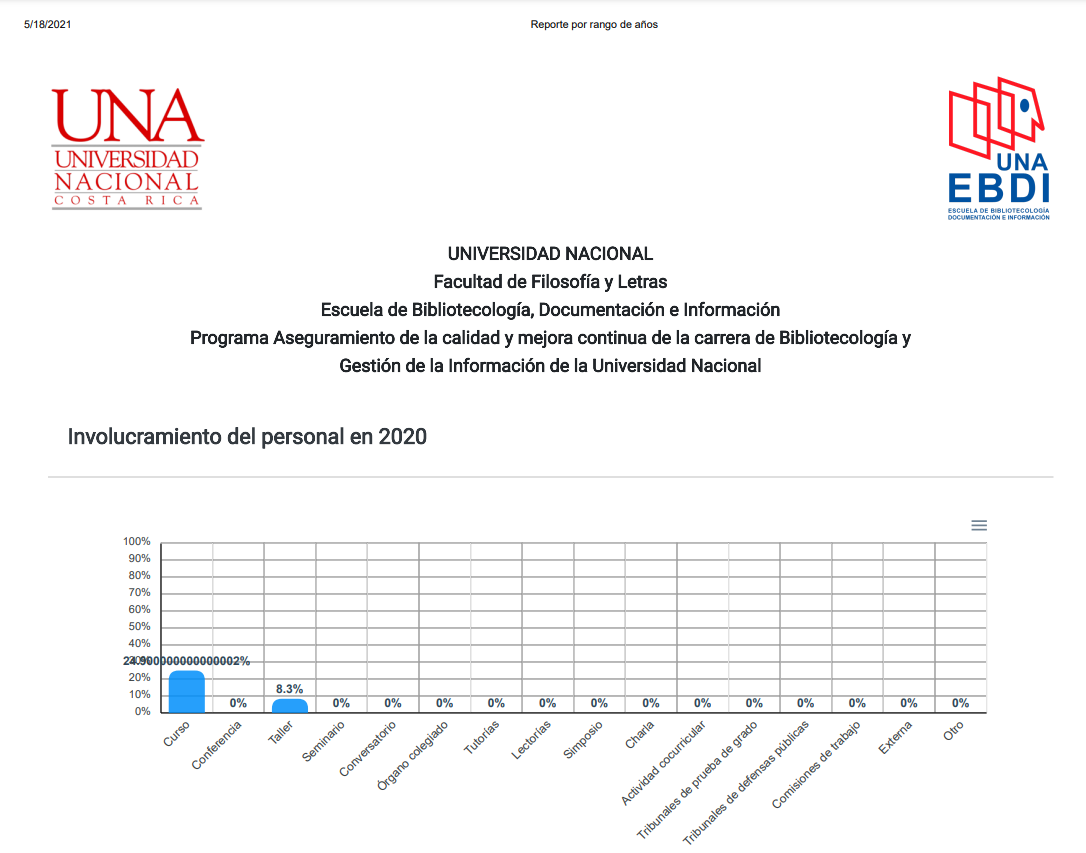 5/18/2021
Reporte por rango de años
UNA
UNIVERSIDAD
NACIONAL
COSTA RICA
UNA
EBDI
ESCUELA DE BIBLIOTECOLOGÍA
DOCUMENTACIÓN E INFORMACIÓN
UNIVERSIDAD NACIONAL
Facultad de Filosofía y Letras
Escuela de Bibliotecología, Documentación e Información
Programa Aseguramiento de la calidad y mejora continua de la carrera de Bibliotecología y
Gestión de la Información de la Universidad Nacional
Involucramiento del personal en 2020
100%
90%
80%
70%
60%
50%
40%
30%
20%
10%
0%
24.900000000000002%
0%
8.3%
0%
0%
0%
0%
0%
0%
0%
0%
0%
0%
0%
0%
0%
Curso
Conferencia
Taller
Seminario
Conversatorio
Órgano colegiado
Tutorías
Lectorías
Simposio
Charla
Actividad cocurricular
Tribunales de prueba de grado
Tribunales de defensas públicas
Comisiones de trabajo
Externa
Otro